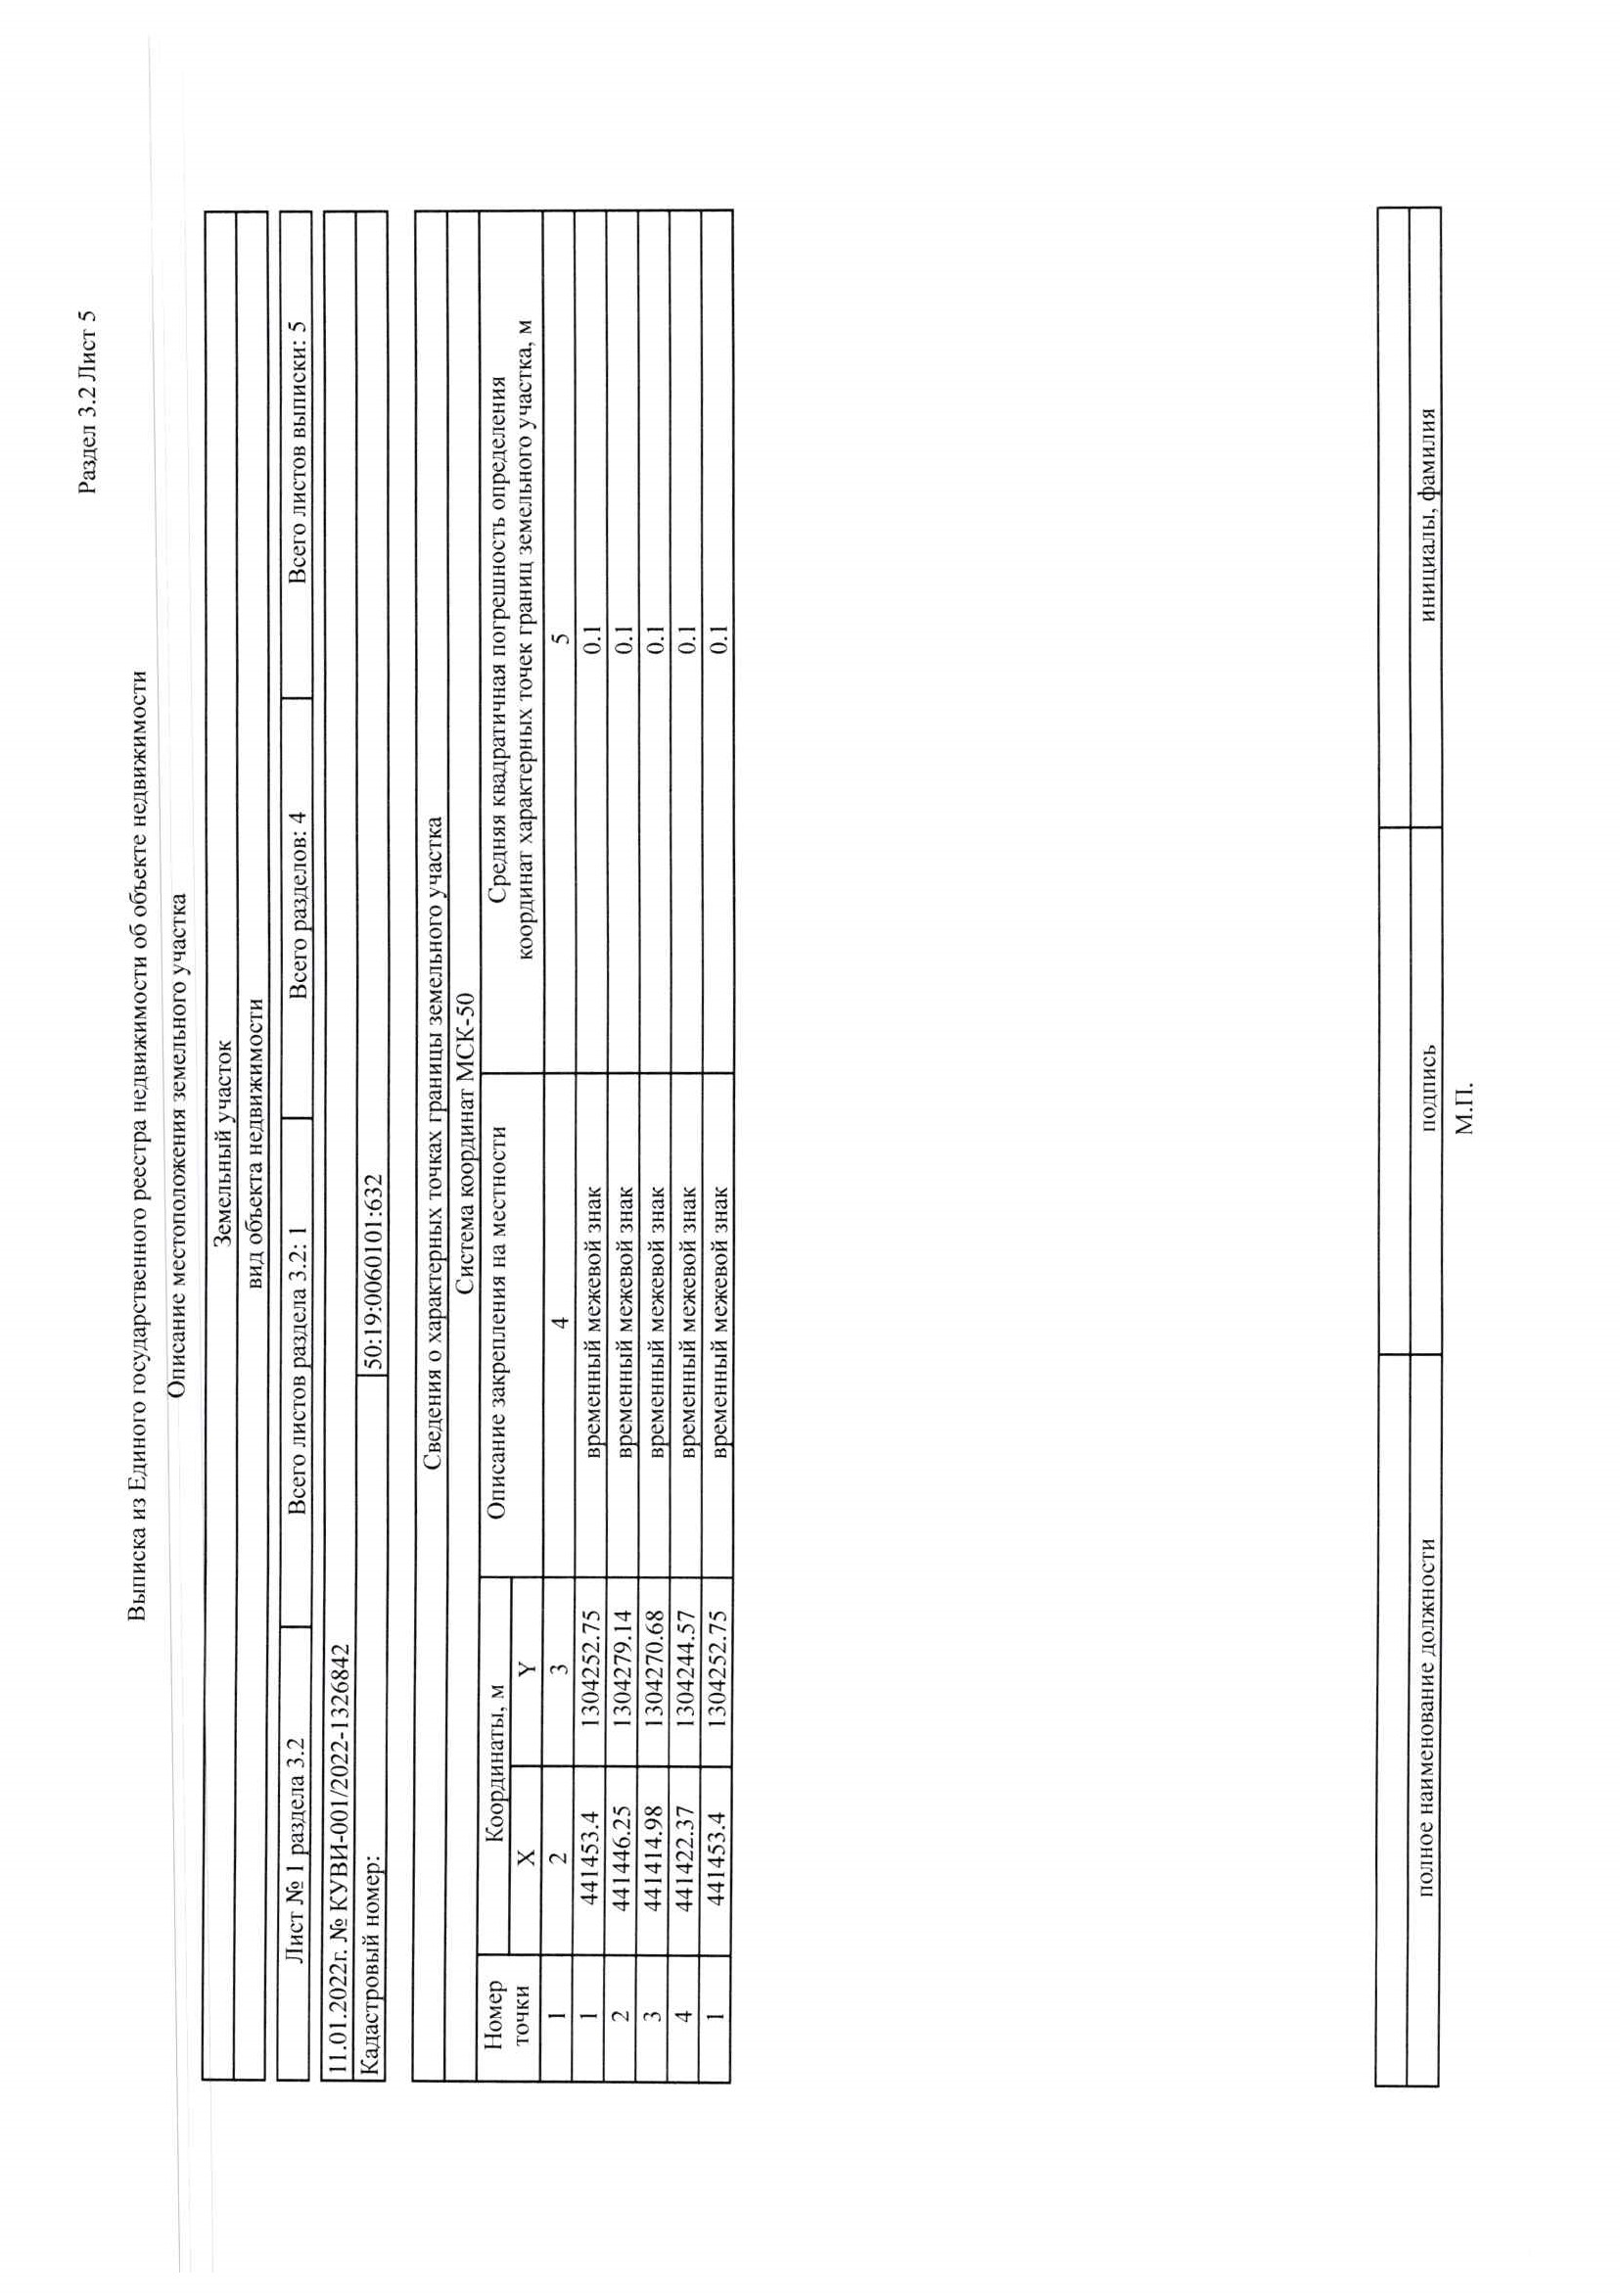 Раздел 3.2 Лист 5
Выписка из Единого государственного реестра недвижимости об объекте недвижимости
Описание местоположения земельного участка
Земельный участок
вид объекта недвижимости
Лист № 1 раздела 3.2 Всего листов раздела 3.2: 1 Всего разделов: 4 Всего листов выписки: 5
11.01.2022г. № КУВИ-001/2022-1326842
Кадастровый номер: 50:19:0060101:632
Сведения о характерных точках границы земельного участка
Система координат МСК-50
Номер точки Координаты, м Описание закрепления на местности Средняя квадратичная погрешность определения
координат характерных точек границ земельного участка, м
X Y
1 2 3 4 5
1 441453.4 1304252.75 временный межевой знак 0.1
2 441446.25 1304279.14 временный межевой знак 0.1
3 441414.98 1304270.68 временный межевой знак 0.1
4 441422.37 1304244.57 временный межевой знак 0.1
1 441453.4 1304252.75 временный межевой знак 0.1
полное наименование должности подпись инициалы, фамилия
М.П.